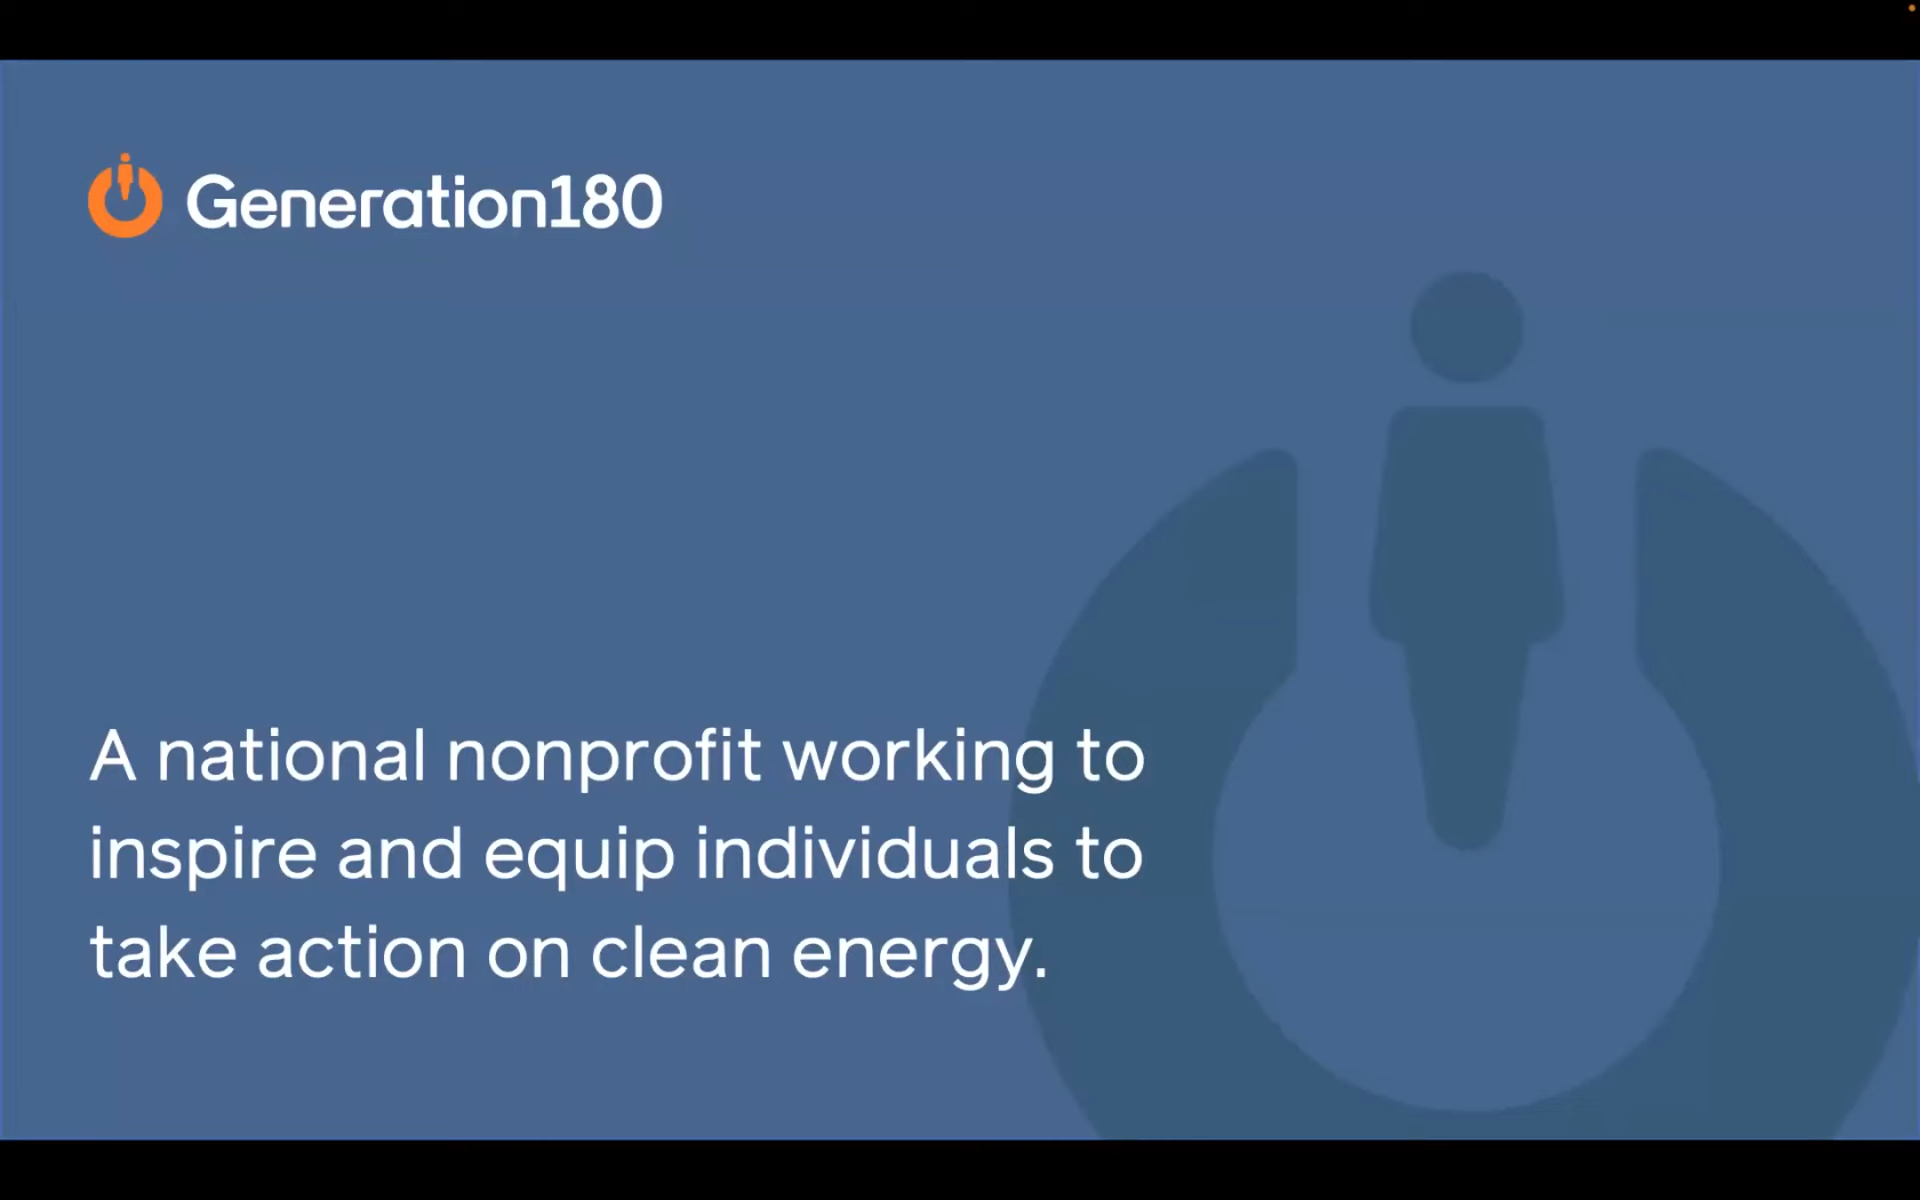 Generation180
A national nonprofit working to
inspire and equip individuals to
take action on clean energy.